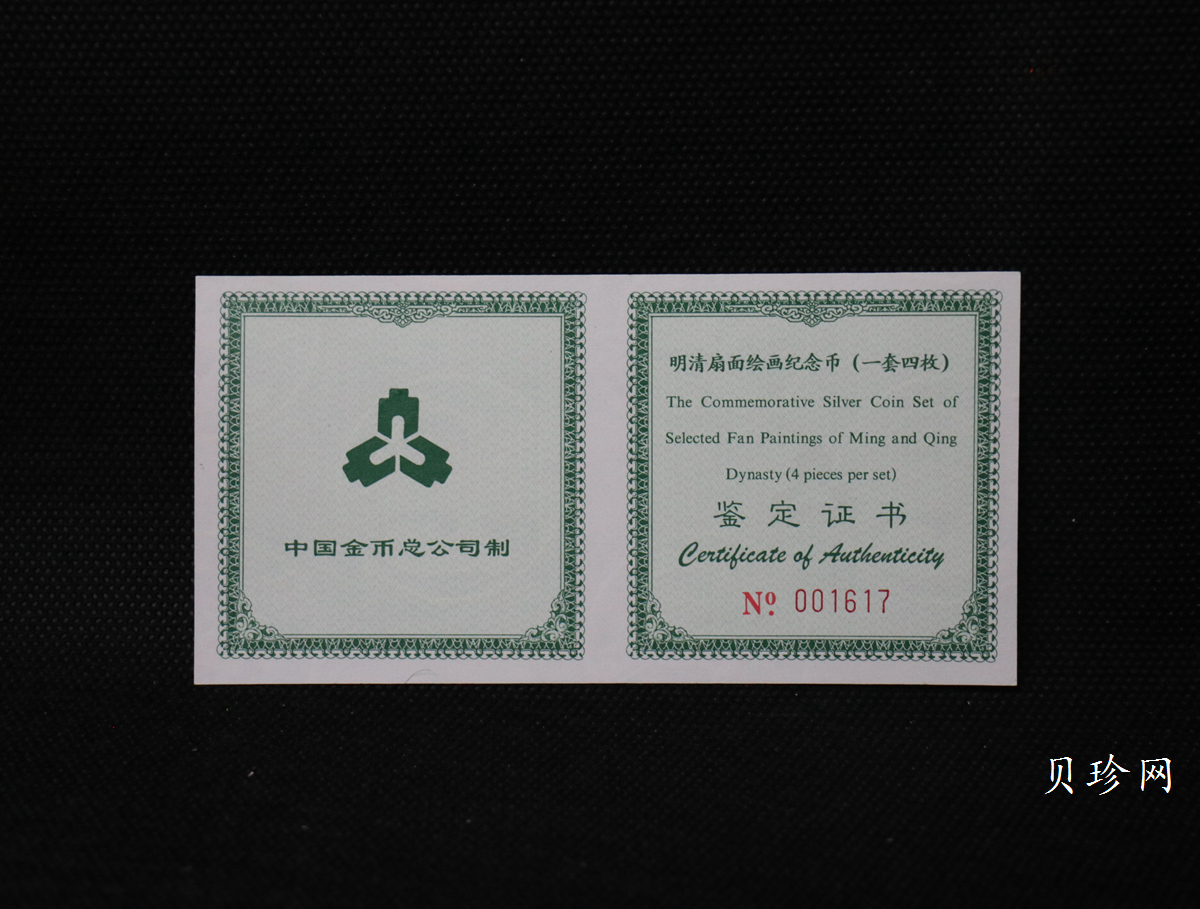 中国金币总公司制
明清扇面绘画纪念币（一套四枚）
The Commemorative Silver Coin Set of
Selected Fan Paintings of Ming and Qing
Dynasty (4 pieces per set)
鉴定证书
Certificate of Authenticity
Nº. 001617
贝珍网